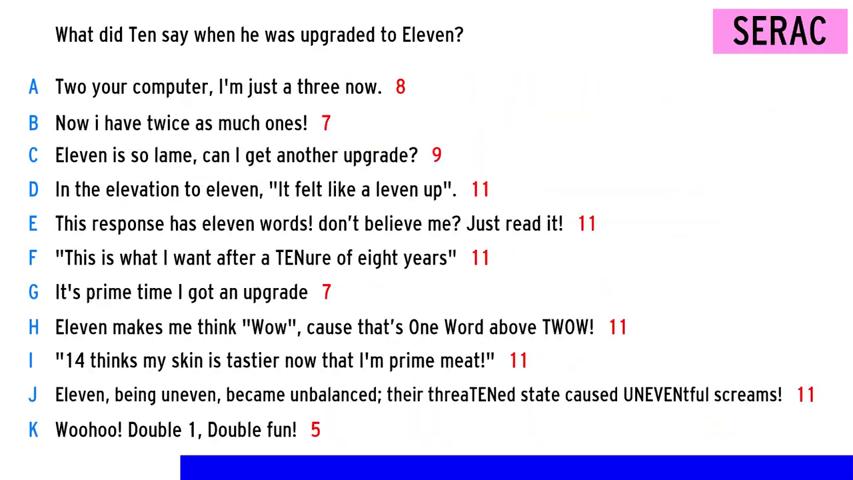 What did Ten say when he was upgraded to Eleven?
SERAC
A Two your computer, I'm just a three now. 8
B Now i have twice as much ones! 7
C Eleven is so lame, can I get another upgrade? 9
D In the elevation to eleven, "It felt like a leven up". 11
E This response has eleven words! don’t believe me? Just read it! 11
F "This is what I want after a TENure of eight years" 11
G It's prime time I got an upgrade 7
H Eleven makes me think "Wow", cause that’s One Word above TWOW! 11
I "14 thinks my skin is tastier now that I'm prime meat!" 11
J Eleven, being uneven, became unbalanced; their threaTENed state caused UNEVENtful screams! 11
K Woohoo! Double 1, Double fun! 5